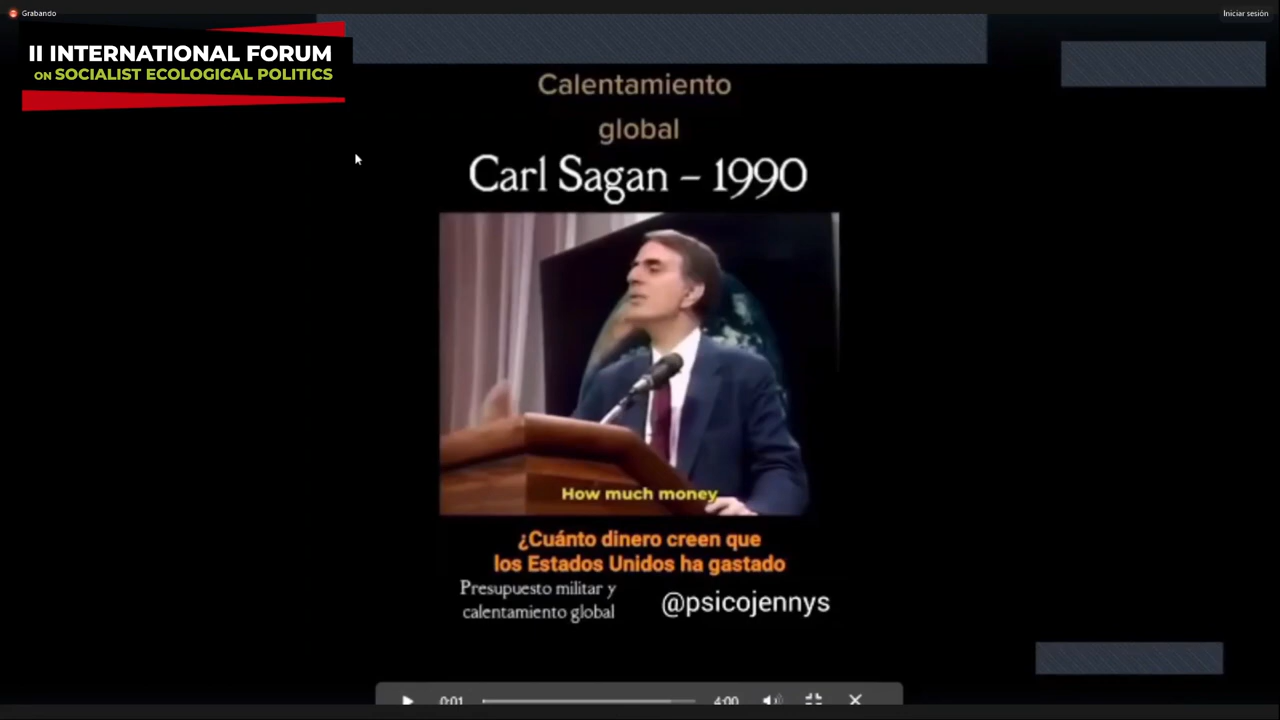 Grabando
Iniciar sesión
II INTERNATIONAL FORUM
ON SOCIALIST ECOLOGICAL POLITICS
Calentamiento
global
Carl Sagan – 1990
How much money
¿Cuánto dinero creen que
los Estados Unidos ha gastado
Presupuesto militar y
calentamiento global
@psicojennys
0:01
4:00